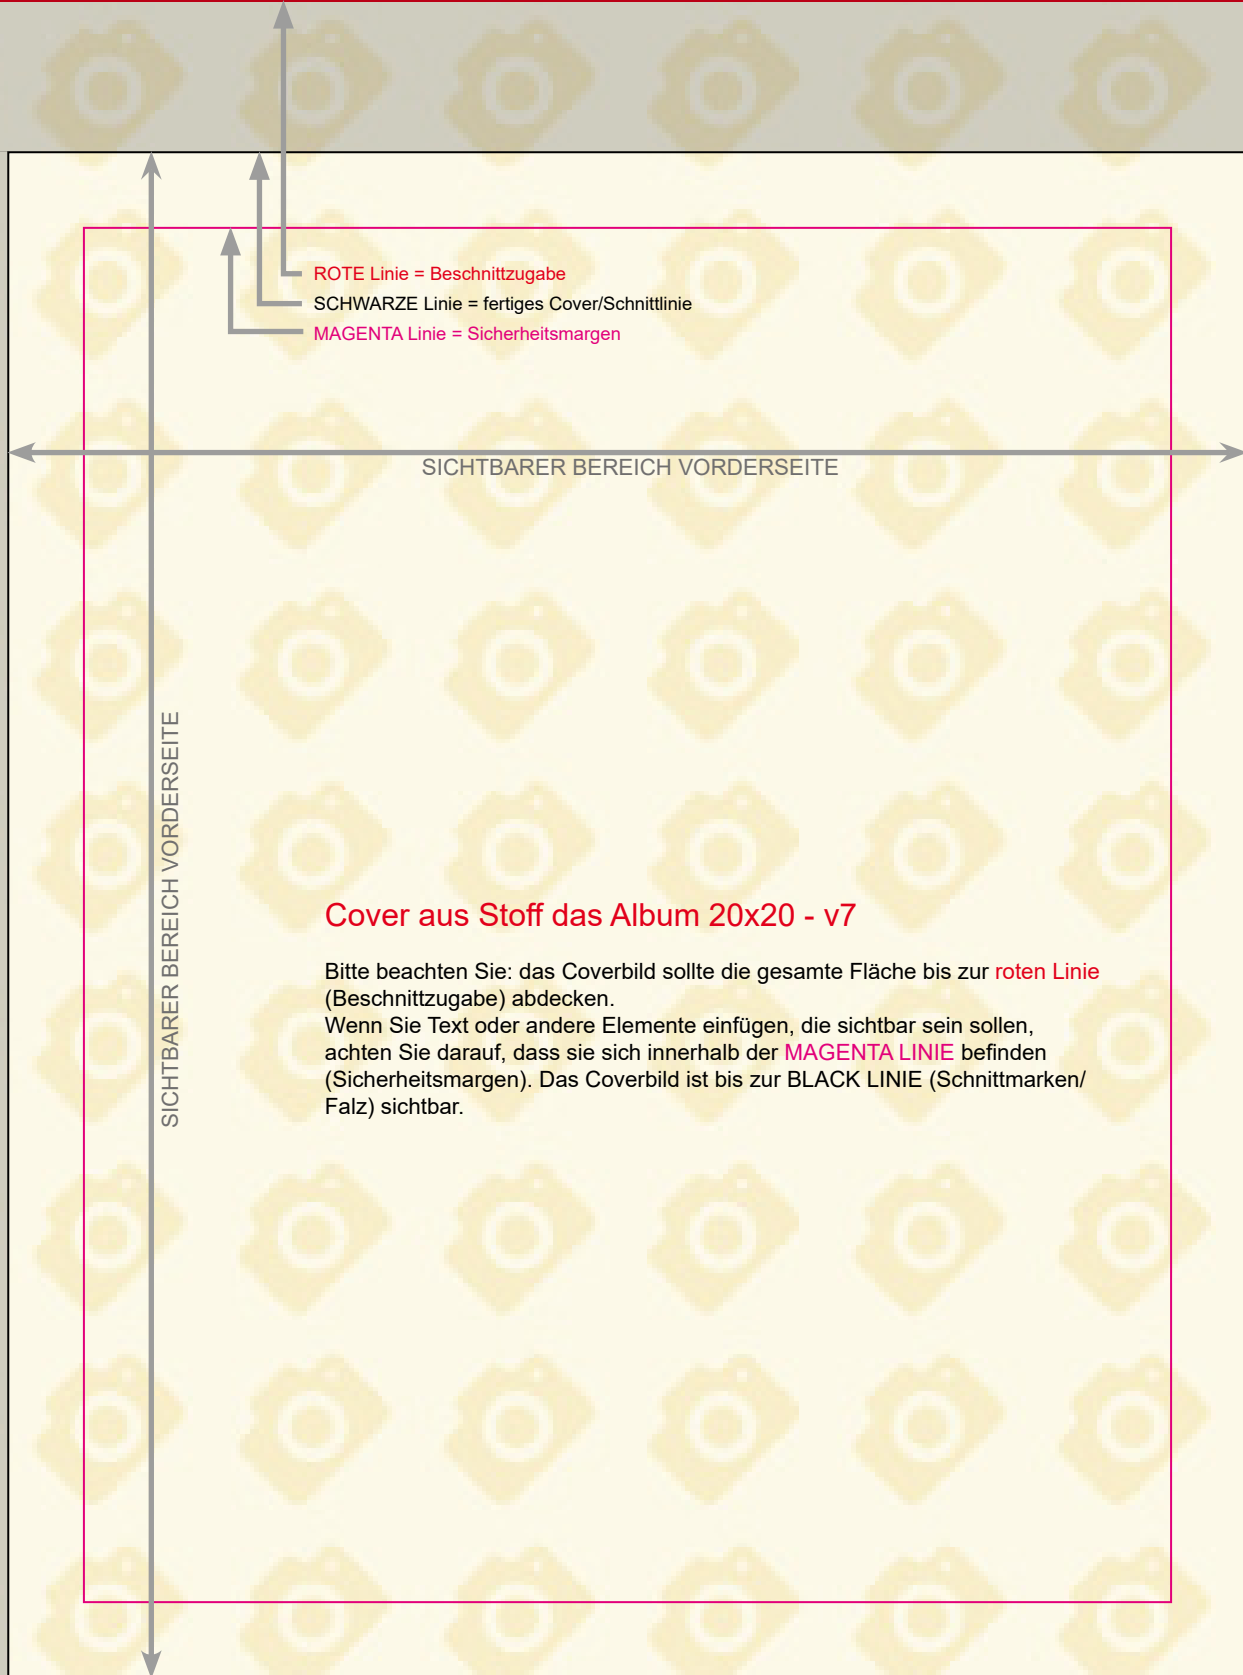 ROTE Linie = Beschnittzugabe
SCHWARZE Linie = fertiges Cover/Schnittlinie
MAGENTA Linie = Sicherheitsmargen
SICHTBARER BEREICH VORDERSEITE
SICHTBARER BEREICH VORDERSEITE
Cover aus Stoff das Album 20x20 - v7
Bitte beachten Sie: das Coverbild sollte die gesamte Fläche bis zur roten Linie
(Beschnittzugabe) abdecken.
Wenn Sie Text oder andere Elemente einfügen, die sichtbar sein sollen,
achten Sie darauf, dass sie sich innerhalb der MAGENTA LINIE befinden
(Sicherheitsmargen). Das Coverbild ist bis zur BLACK LINIE (Schnittmarken/
Falz) sichtbar.